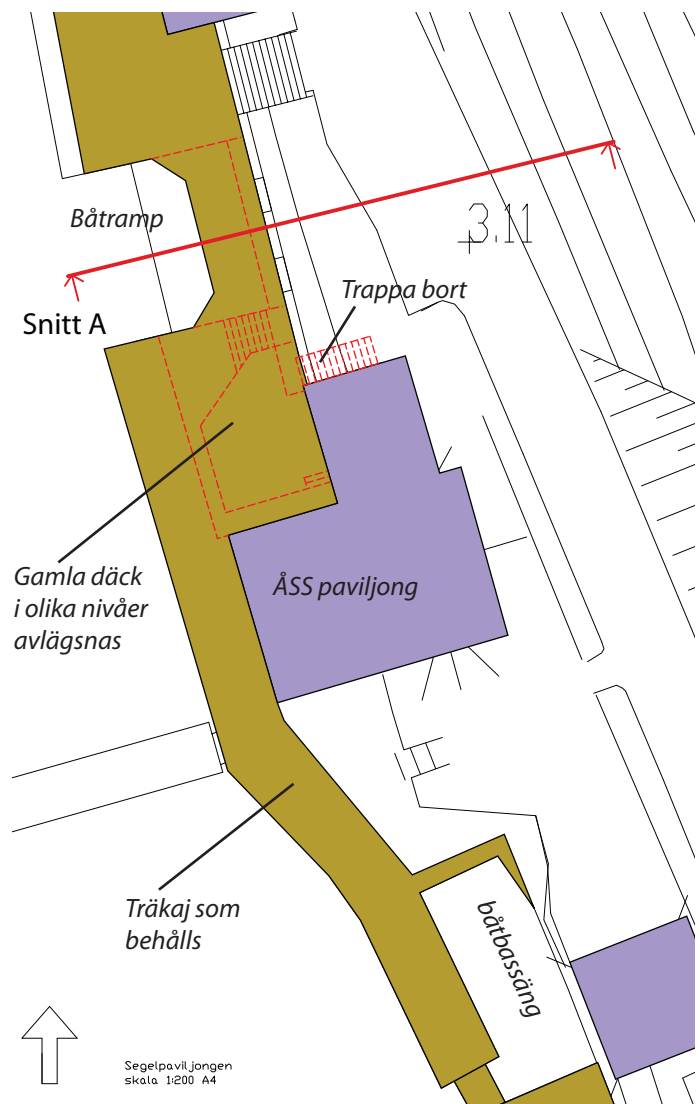 Båtramp
3.11
Trappa bort
Snitt A
Gamla däck
i olika nivåer
avlägsnas
ÅSS paviljong
Träkaj som
behålls
båtbassäng
Segelpaviljongen
skala 1:200 A4